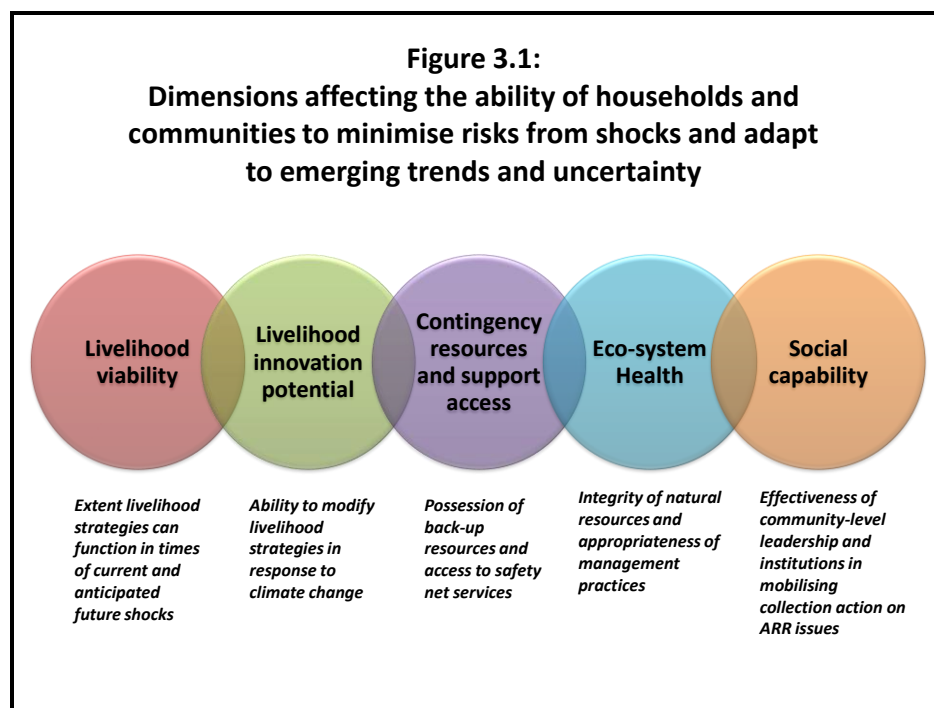 Figure 3.1:
Dimensions affecting the ability of households and
communities to minimise risks from shocks and adapt
to emerging trends and uncertainty
Livelihood
viability
Livelihood
innovation
potential
Contingency
resources
and support
access
Eco-system
Health
Social
capability
Extent livelihood
strategies can
function in times
of current and
anticipated
future shocks
Ability to modify
livelihood
strategies in
response to
climate change
Possession of
back-up
resources and
access to safety
net services
Integrity of natural
resources and
appropriateness of
management
practices
Effectiveness of
community-level
leadership and
institutions in
mobilising
collection action on
ARR issues